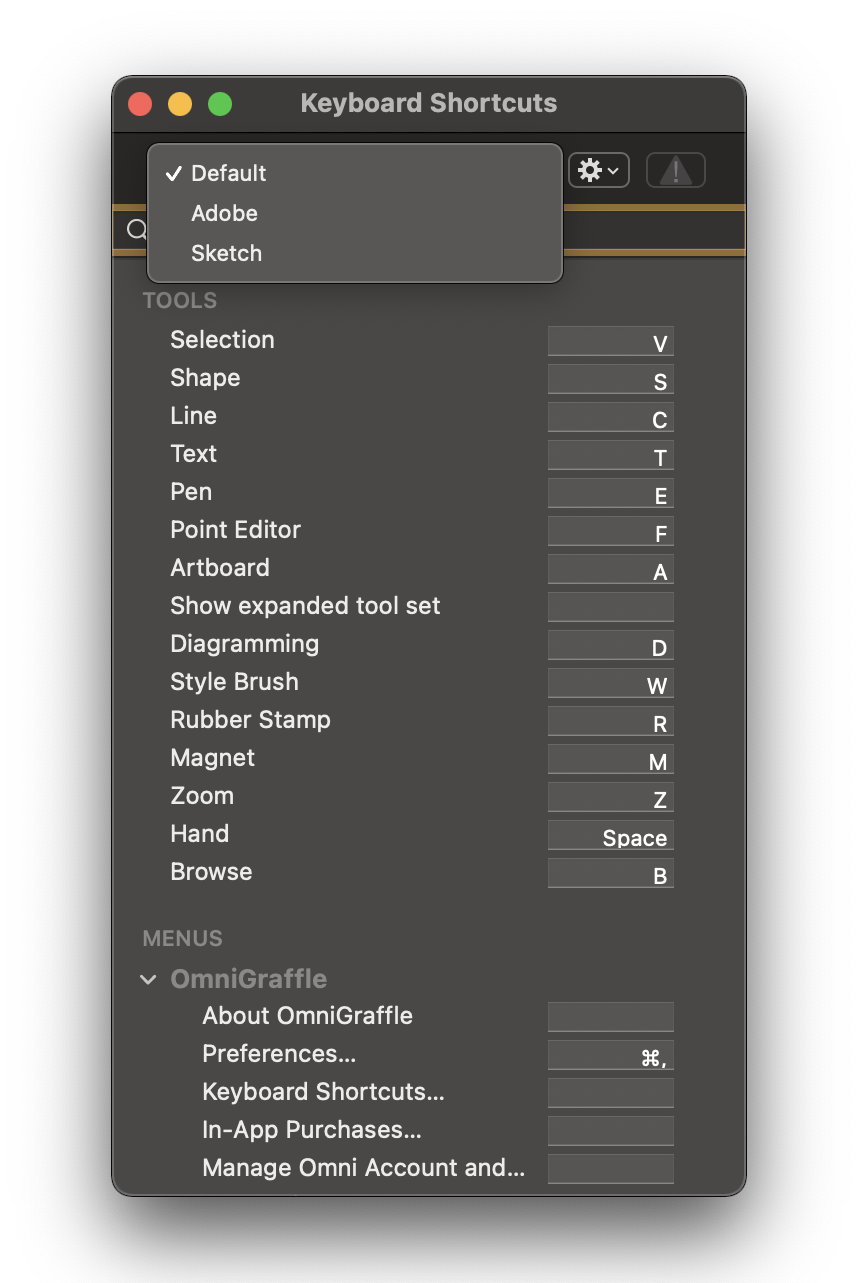 Keyboard Shortcuts
✓ Default
Adobe
Sketch
TOOLS
Selection V
Shape S
Line C
Text T
Pen E
Point Editor F
Artboard A
Show expanded tool set
Diagramming D
Style Brush W
Rubber Stamp R
Magnet M
Zoom Z
Hand Space
Browse B
MENUS
OmniGraffle
About OmniGraffle
Preferences... ⌘,
Keyboard Shortcuts...
In-App Purchases...
Manage Omni Account and...